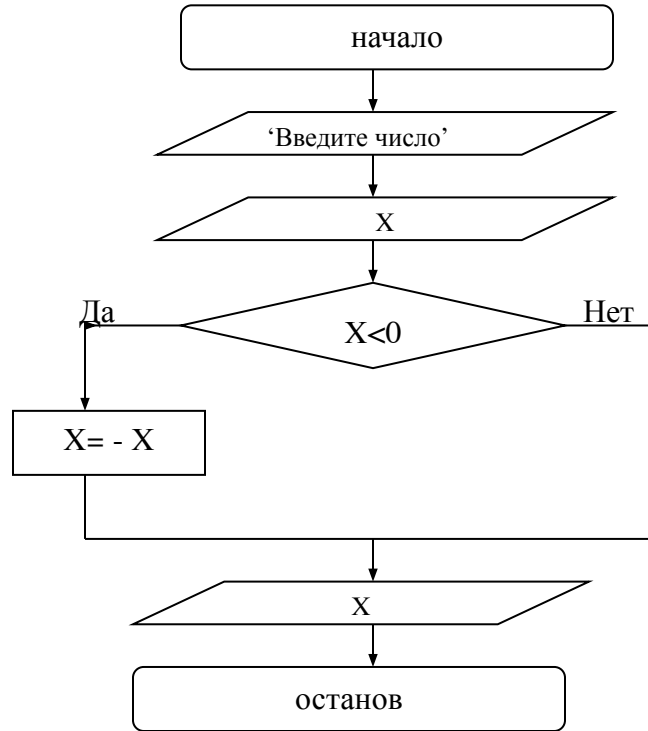 начало
‘Введите число’
X
Да
Нет
X<0
X= - X
X
останов